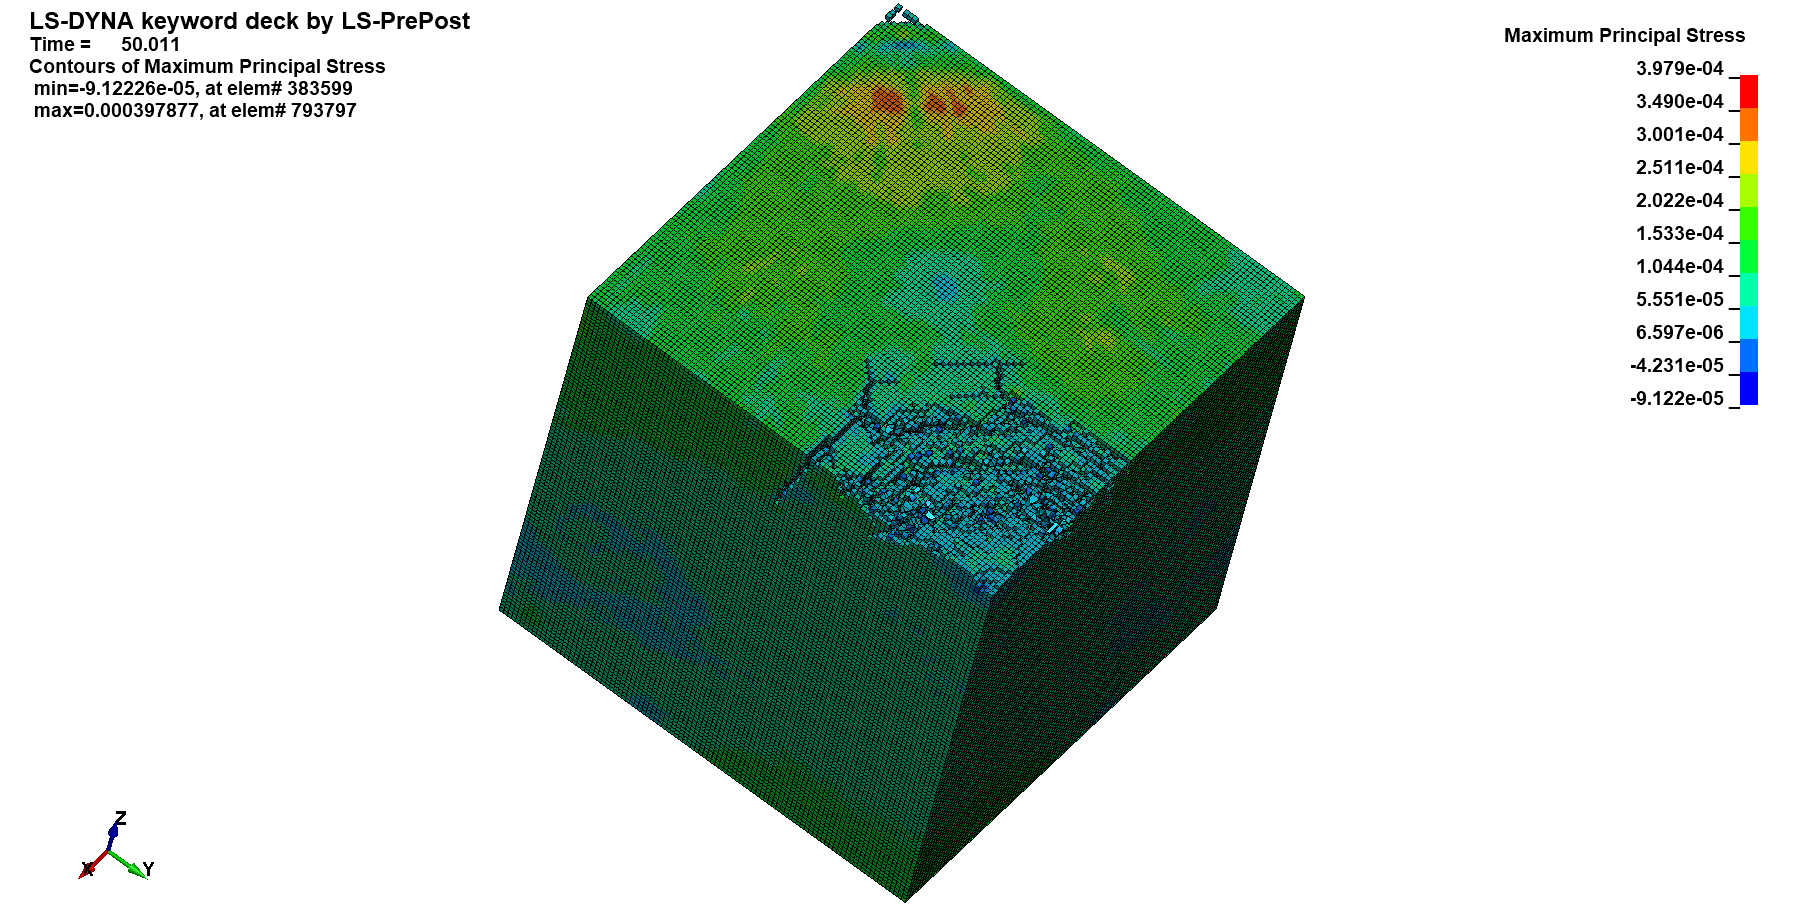 LS-DYNA keyword deck by LS-PrePost
Time = 50.011
Contours of Maximum Principal Stress
min=-9.12226e-05, at elem# 383599
max=0.000397877, at elem# 793797
Maximum Principal Stress
3.979e-04
3.490e-04
3.001e-04
2.511e-04
2.022e-04
1.533e-04
1.044e-04
5.551e-05
6.597e-06
-4.231e-05
-9.122e-05
Z
X
Y